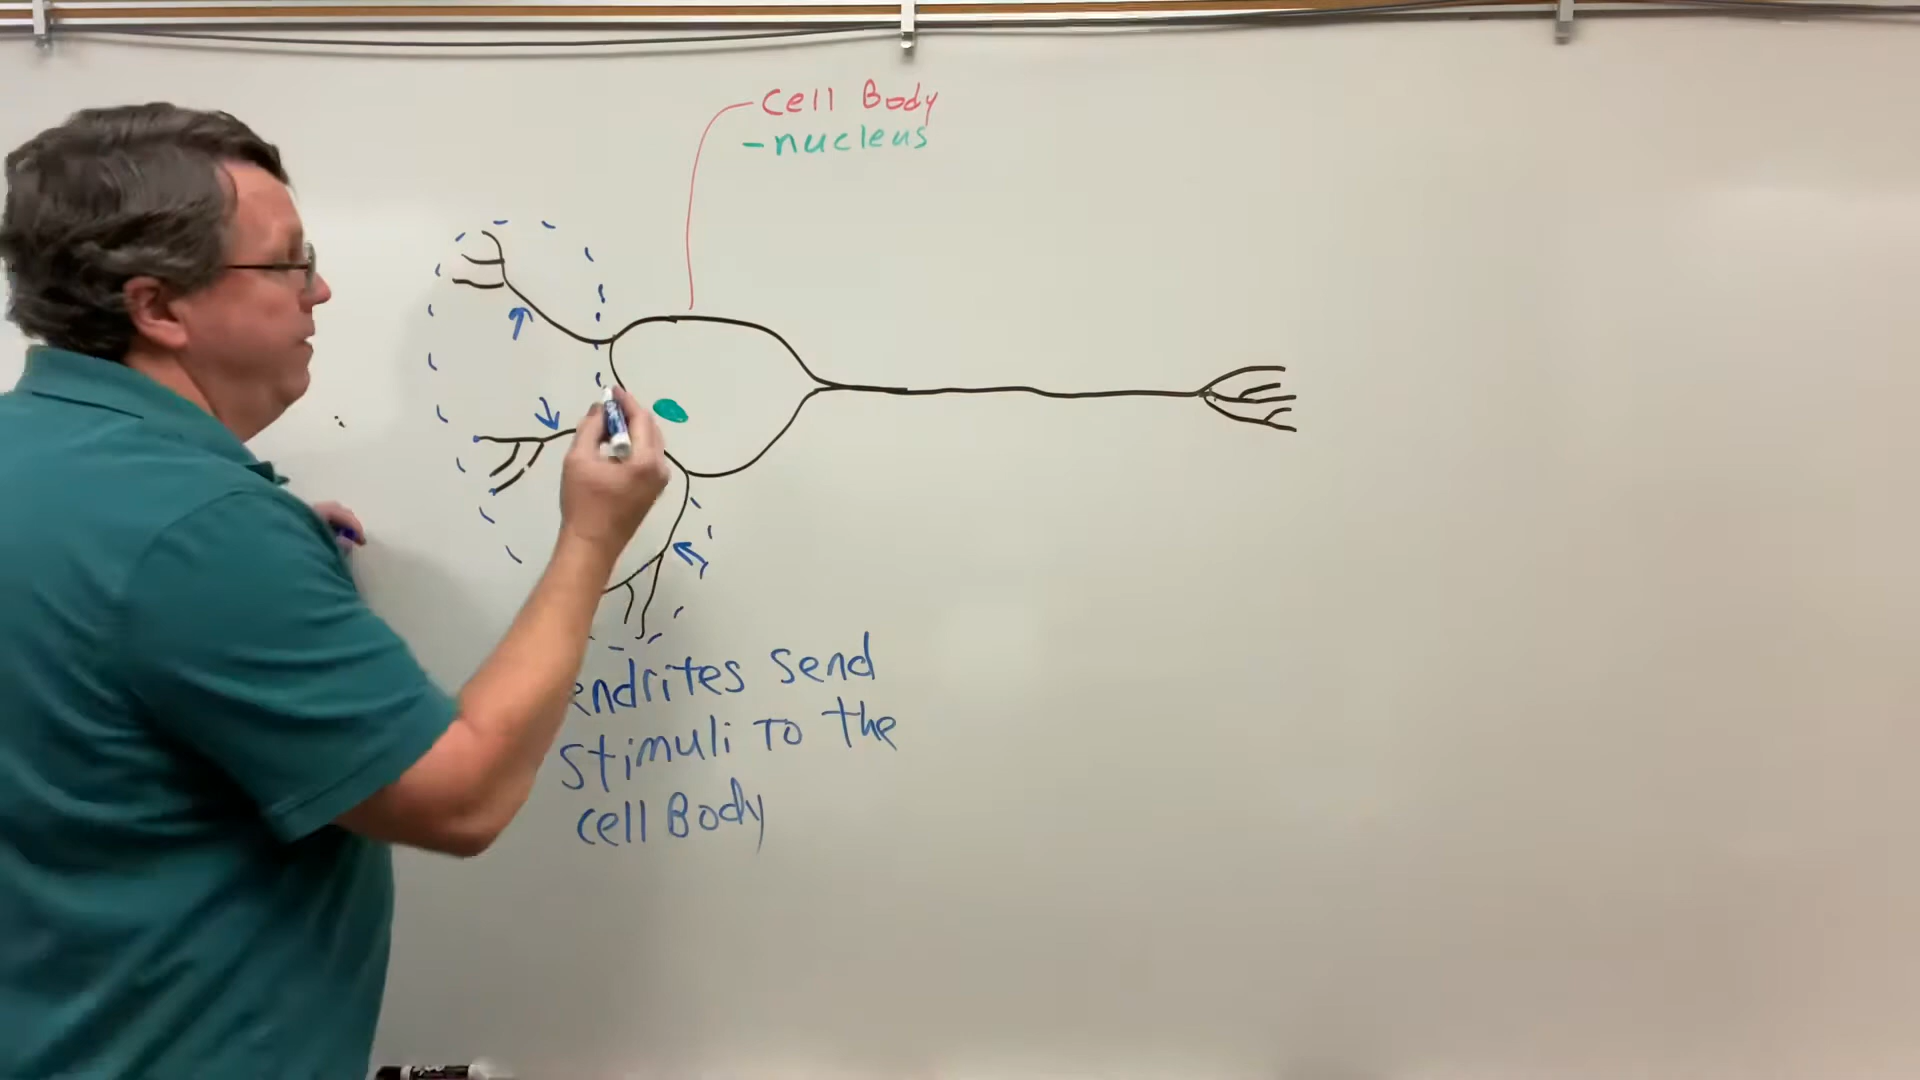 Cell Body
-nucleus
endrites send
stimuli to the
cell Body